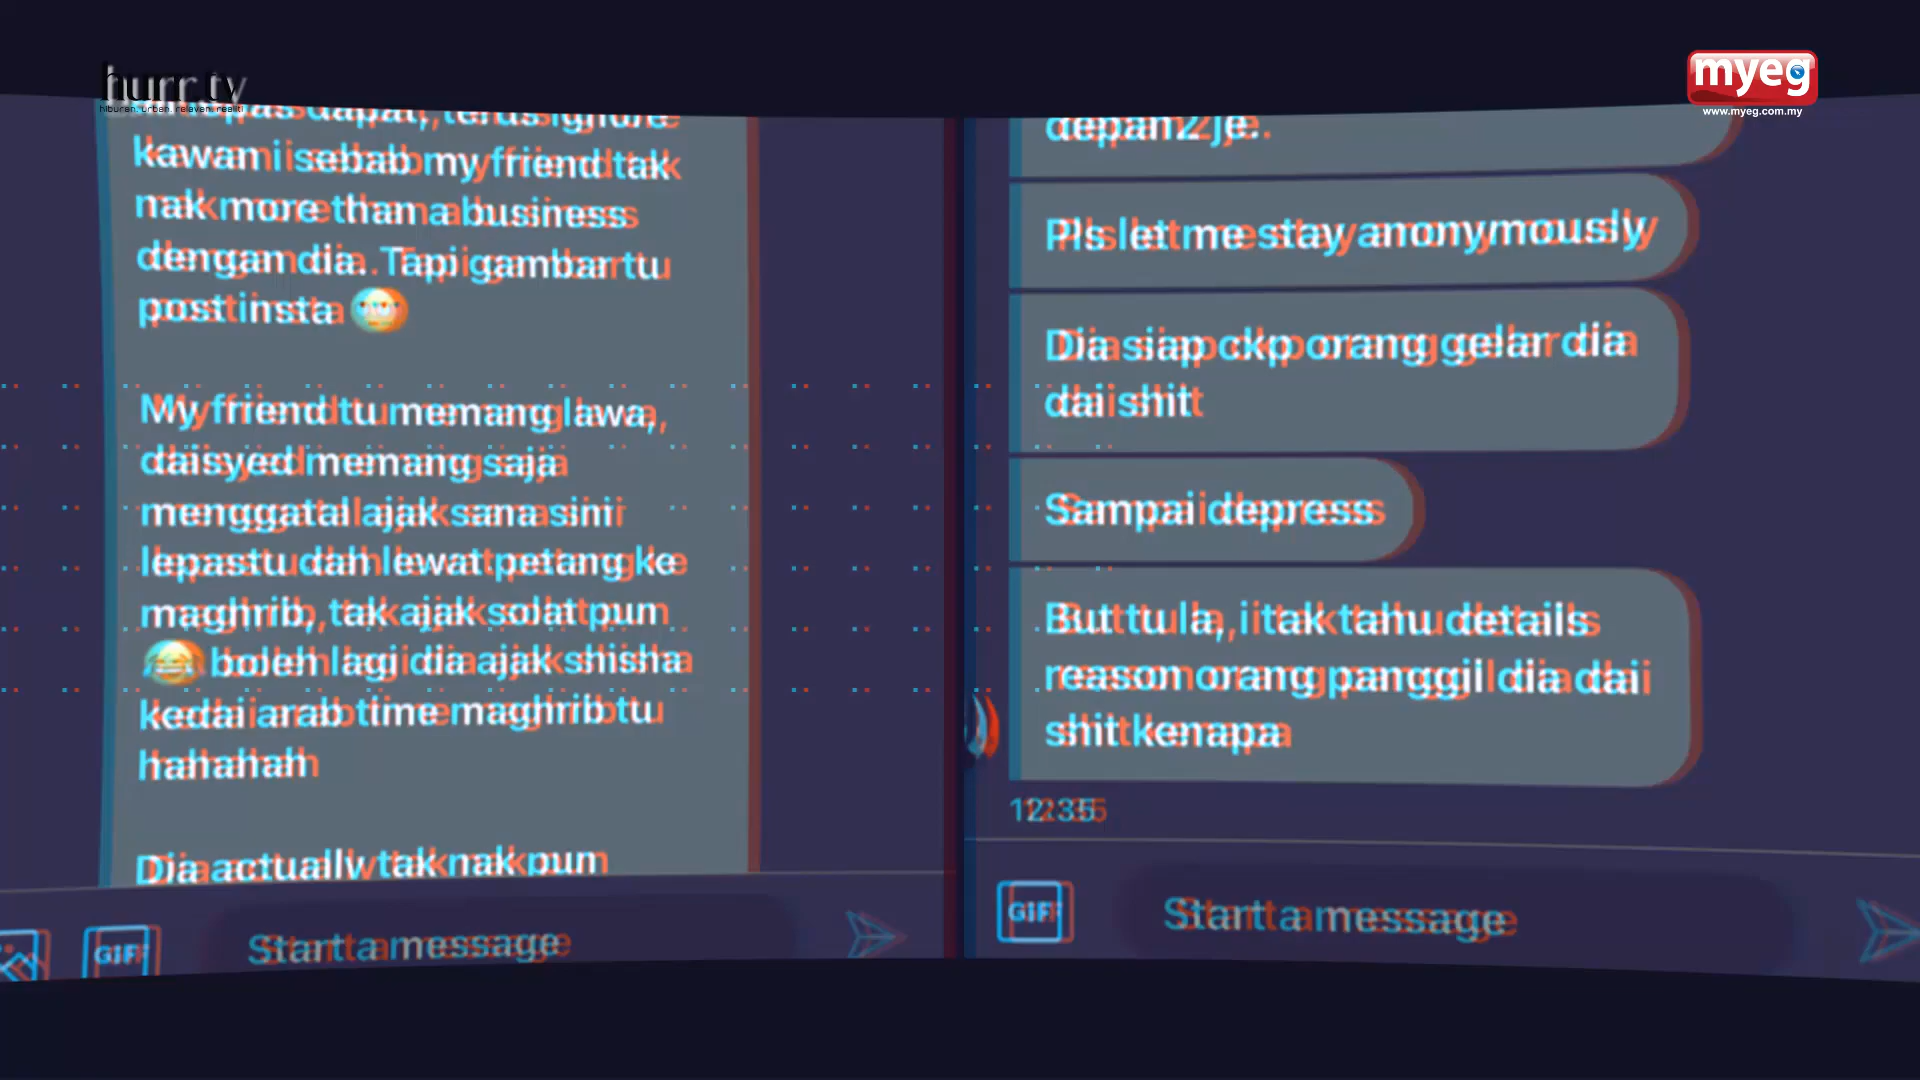 hurr.tv
hiburan. urban. relevan. realiti
myeg
www.myeg.com.my
dapat, terus ignore
kawan i sebab my friend tak
nak more than a business
dengan dia. Tapi gambar tu
post insta
My friend tu memang lawa,
daisyed memang saja
menggatal ajak sana sini
lepastu dah lewat petang ke
maghrib, tak ajak solat pun
😂 boleh lagi dia ajak shisha
kedai arab time maghrib tu
hahahah
Dia actually tak nak pun
GIF
Start a message
depan2 je.
Pls let me stay anonymously
Dia siap ckp orang gelar dia
dai shit
Sampai depress
But tu la, i tak tahu details
reason orang panggil dia dai
shit kenapa
12:35
GIF
Start a message